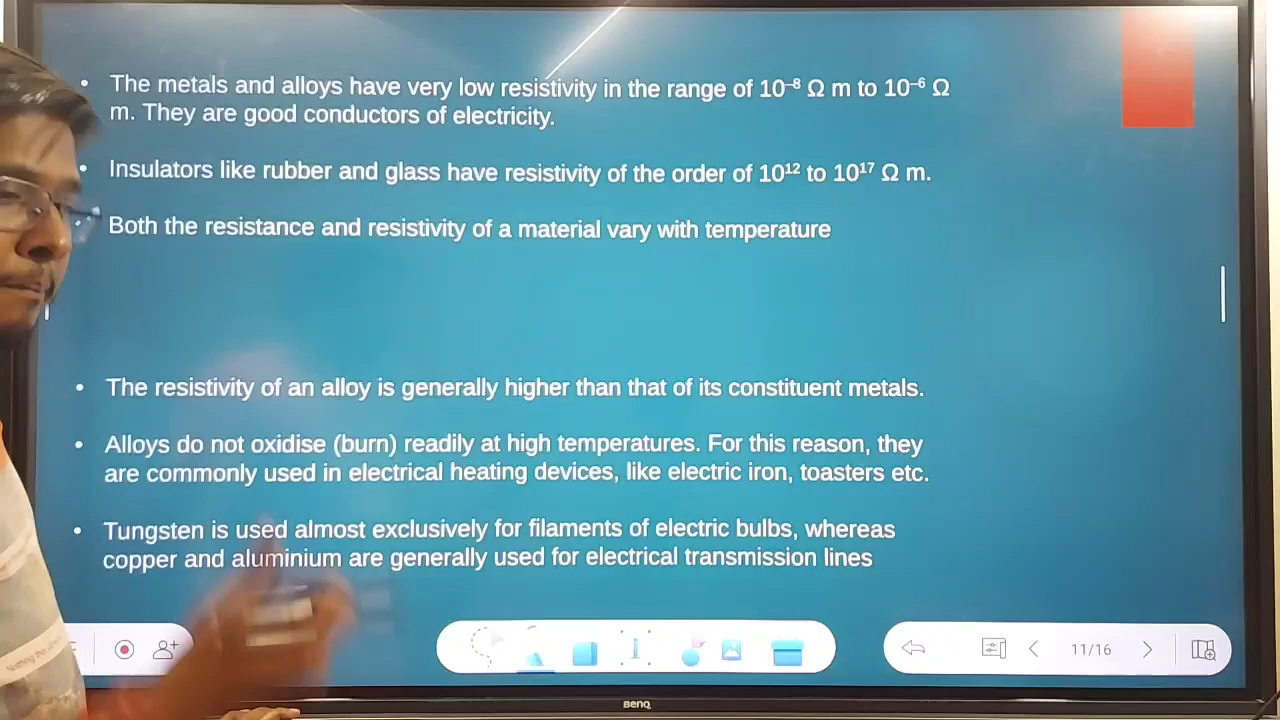 • The metals and alloys have very low resistivity in the range of 10⁻⁸ Ω m to 10⁻⁶ Ω
m. They are good conductors of electricity.
• Insulators like rubber and glass have resistivity of the order of 10¹² to 10¹⁷ Ω m.
Both the resistance and resistivity of a material vary with temperature
• The resistivity of an alloy is generally higher than that of its constituent metals.
• Alloys do not oxidise (burn) readily at high temperatures. For this reason, they
are commonly used in electrical heating devices, like electric iron, toasters etc.
• Tungsten is used almost exclusively for filaments of electric bulbs, whereas
copper and aluminium are generally used for electrical transmission lines
11/16
BenQ